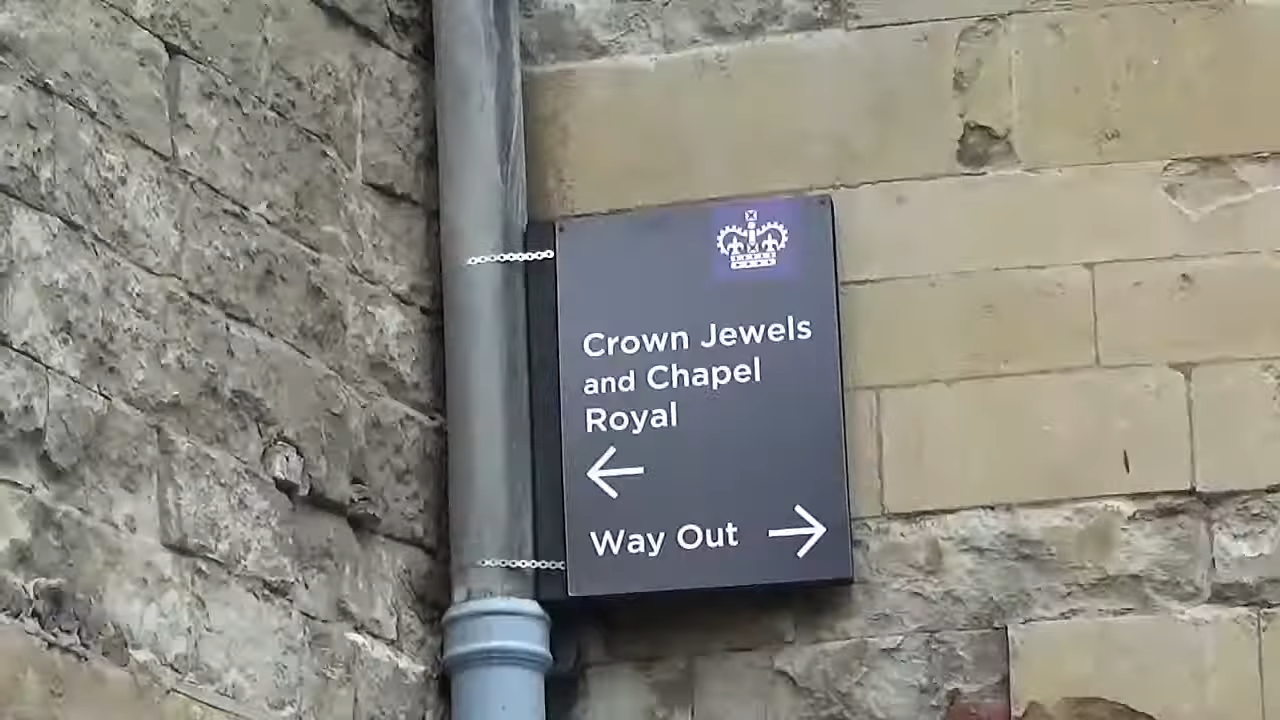 Crown Jewels
and Chapel
Royal
←
Way Out →